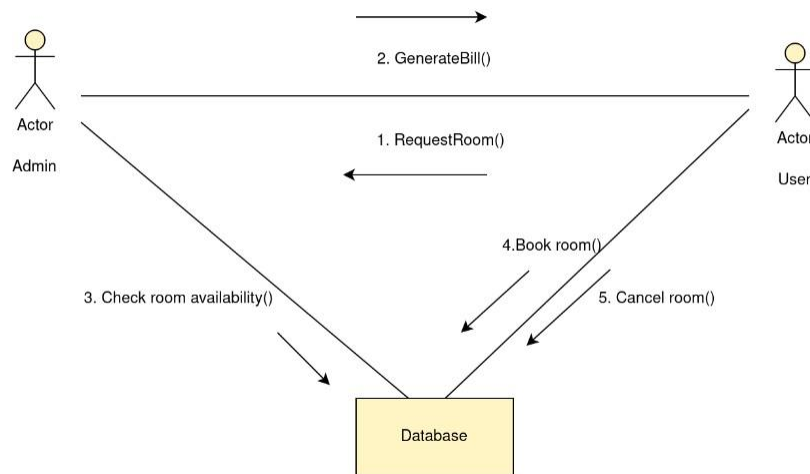 2. GenerateBill()
Actor
Admin
1. RequestRoom()
Actor
User
4.Book room()
3. Check room availability()
5. Cancel room()
Database